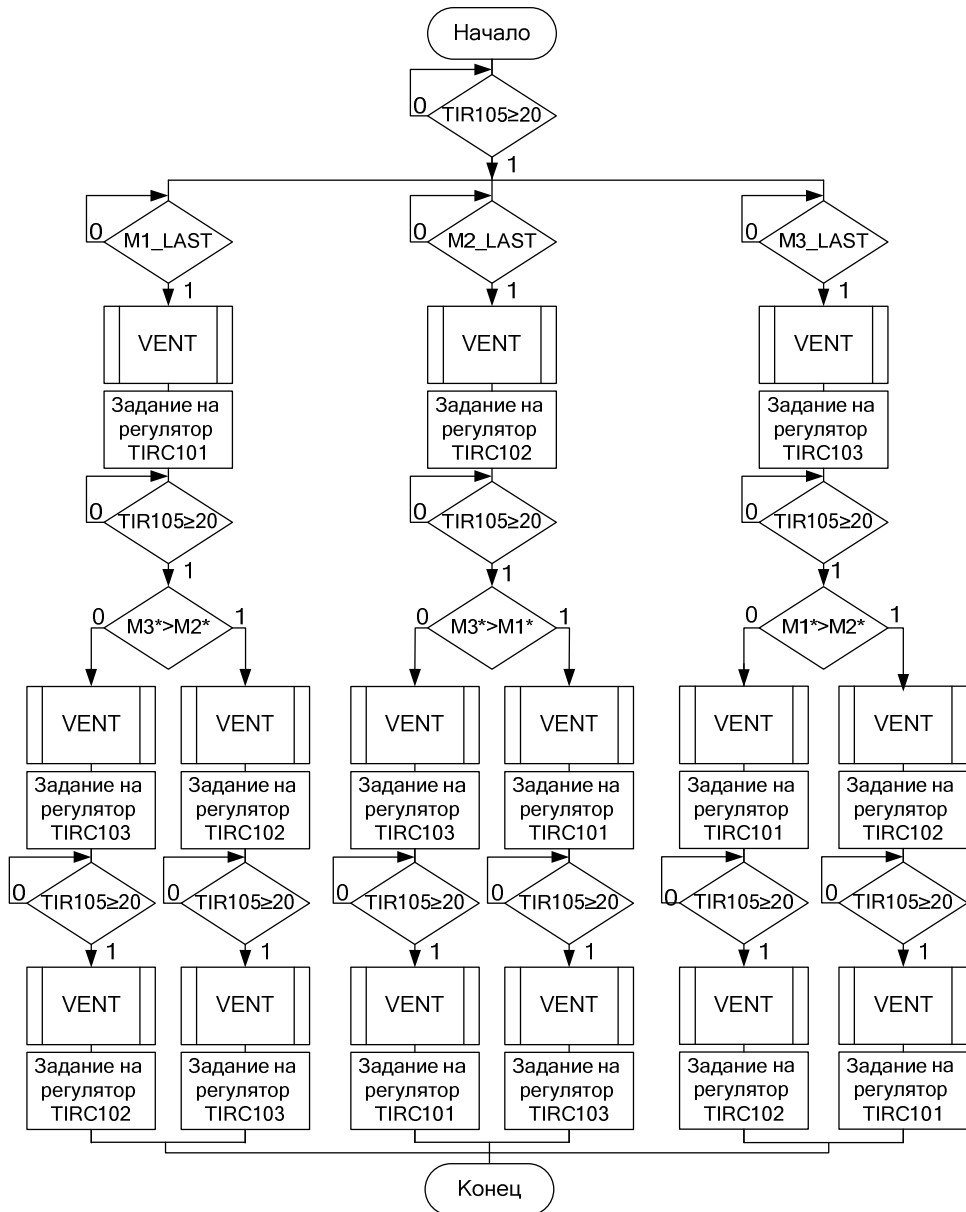 Начало
TIR105≥20
0
1
M1_LAST
M2_LAST
M3_LAST
0
0
0
1
1
1
VENT
VENT
VENT
Задание на
регулятор
TIRC101
Задание на
регулятор
TIRC102
Задание на
регулятор
TIRC103
0
TIR105≥20
0
TIR105≥20
0
TIR105≥20
1
1
1
0
M3*>M2*
1
0
M3*>M1*
1
0
M1*>M2*
1
VENT
VENT
VENT
VENT
VENT
VENT
Задание на
регулятор
TIRC103
Задание на
регулятор
TIRC102
Задание на
регулятор
TIRC103
Задание на
регулятор
TIRC101
Задание на
регулятор
TIRC101
Задание на
регулятор
TIRC102
0
TIR105≥20
0
TIR105≥20
0
TIR105≥20
0
TIR105≥20
0
TIR105≥20
0
TIR105≥20
1
1
1
1
1
1
VENT
VENT
VENT
VENT
VENT
VENT
Задание на
регулятор
TIRC102
Задание на
регулятор
TIRC103
Задание на
регулятор
TIRC101
Задание на
регулятор
TIRC103
Задание на
регулятор
TIRC102
Задание на
регулятор
TIRC101
Конец